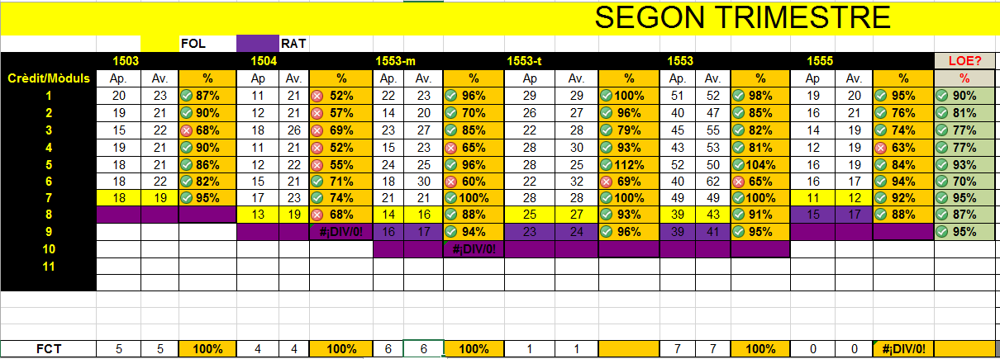 SEGON TRIMESTRE
FOL RAT
1503 1504 1553-m 1553-t 1553 1555 LOE?
Crèdit/Mòduls Ap. Av. % Ap Av. % Ap. Av. % Ap Av. % Ap. Av. % Ap Av. % %
1 20 23 87% 11 21 52% 22 23 96% 29 29 100% 51 52 98% 19 20 95% 90%
2 19 21 90% 12 21 57% 14 20 70% 26 27 96% 40 47 85% 16 21 76% 81%
3 15 22 68% 18 26 69% 23 27 85% 22 28 79% 45 55 82% 14 19 74% 77%
4 19 21 90% 11 21 52% 15 23 65% 28 30 93% 43 53 81% 12 19 63% 77%
5 18 21 86% 12 22 55% 24 25 96% 28 25 112% 52 50 104% 16 19 84% 93%
6 18 22 82% 15 21 71% 18 30 60% 22 32 69% 40 62 65% 16 17 94% 70%
7 18 19 95% 17 23 74% 21 21 100% 28 28 100% 49 49 100% 11 12 92% 95%
8 13 19 68% 14 16 88% 25 27 93% 39 43 91% 15 17 88% 87%
9 #¡DIV/0! 16 17 94% 23 24 96% 39 41 95% 95%
10 #¡DIV/0!
11
FCT 5 5 100% 4 4 100% 6 6 100% 1 1 7 7 100% 0 0 #¡DIV/0!